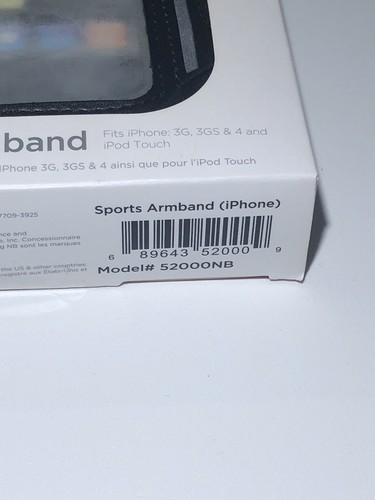 band
Fits iPhone: 3G, 3GS & 4 and
iPod Touch
iPhone 3G, 3GS & 4 ainsi que pour l'iPod Touch
7709-3925
Sports Armband (iPhone)
nce and
s, Inc. Concessionnaire
g NB sont les marques
6 89643 52000 9
Model# 52000NB
the US & other countries.
nregistré aux États-Unis et